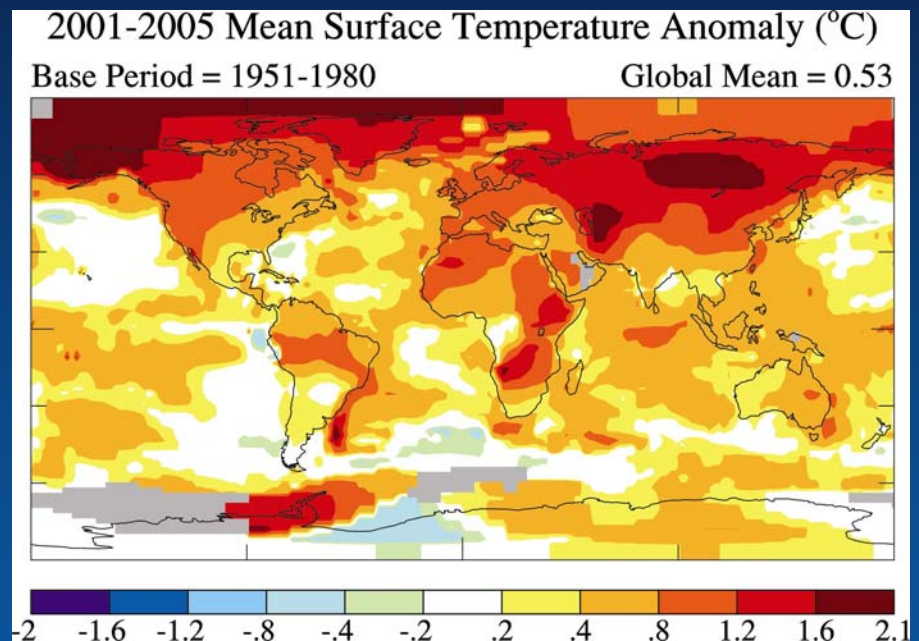 2001-2005 Mean Surface Temperature Anomaly (°C)
Base Period = 1951-1980 Global Mean = 0.53
-2 -1.6 -1.2 -.8 -.4 -.2 .2 .4 .8 1.2 1.6 2.1